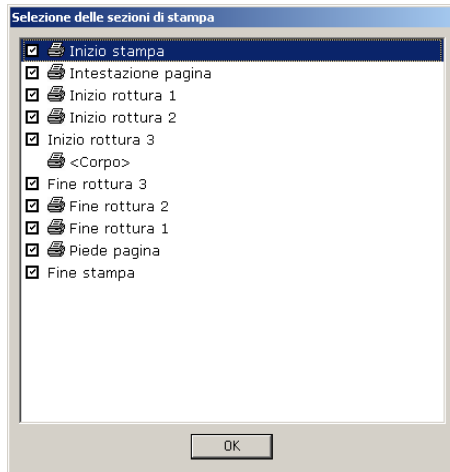 Selezione delle sezioni di stampa
Inizio stampa
Intestazione pagina
Inizio rottura 1
Inizio rottura 2
Inizio rottura 3
<Corpo>
Fine rottura 3
Fine rottura 2
Fine rottura 1
Piede pagina
Fine stampa
OK